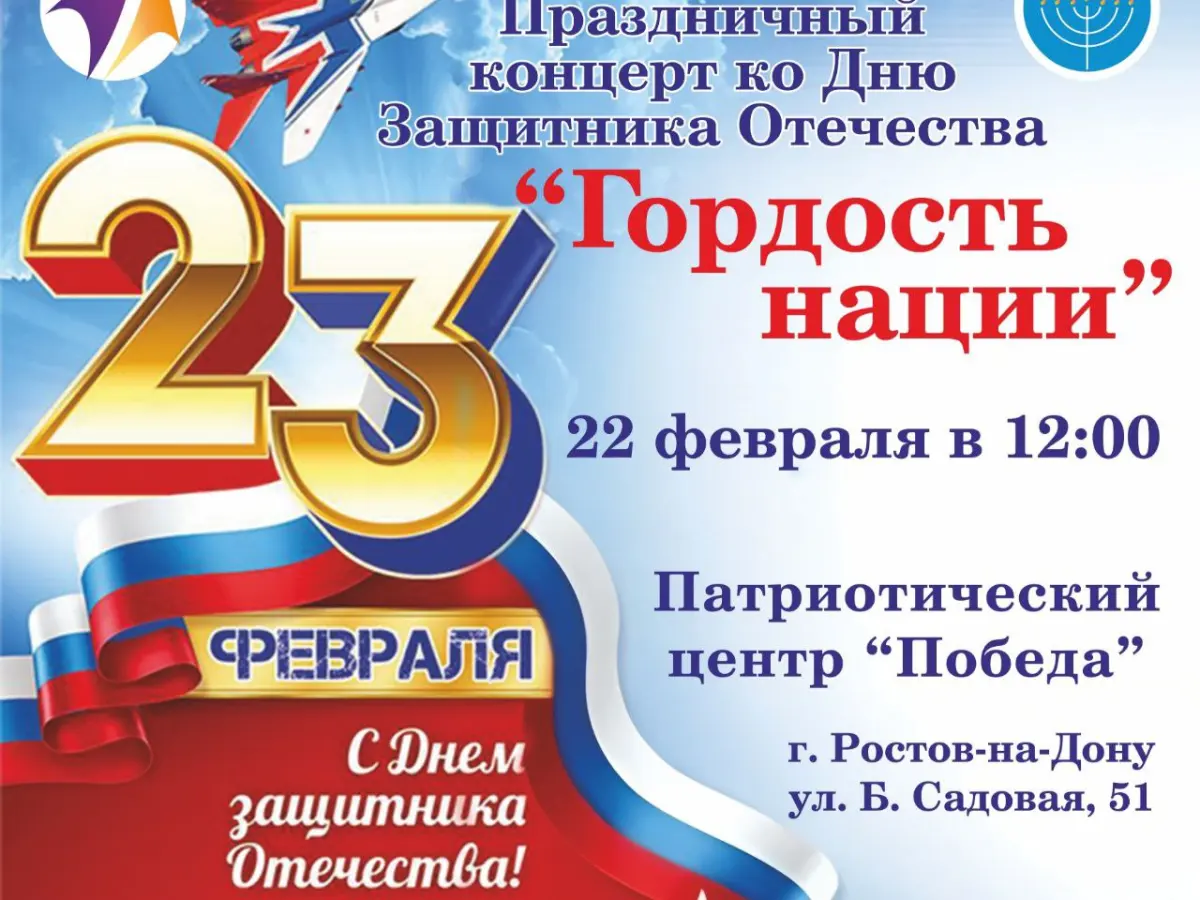 Праздничный
концерт ко Дню
Защитника Отечества
“Гордость
нации”
22 февраля в 12:00
Патриотический
центр “Победа”
г. Ростов-на-Дону
ул. Б. Садовая, 51
23
ФЕВРАЛЯ
С Днем
защитника
Отечества!